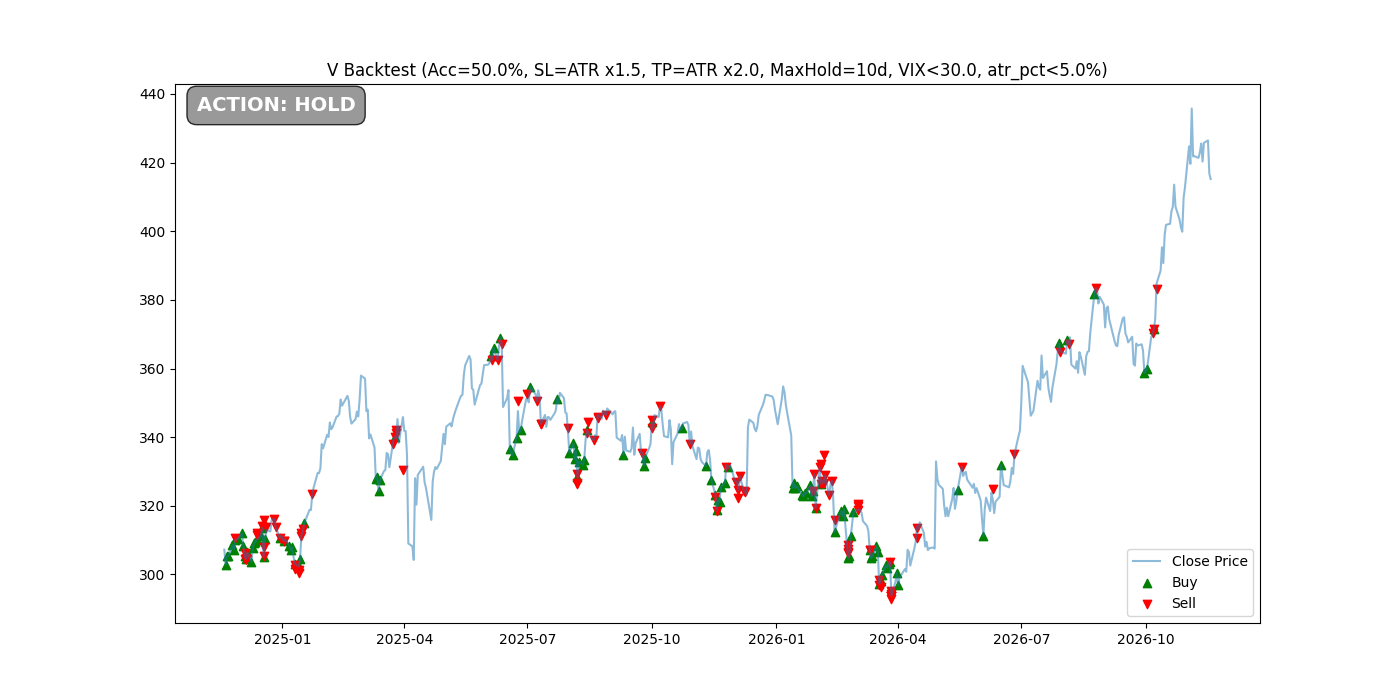 V Backtest (Acc=50.0%, SL=ATR x1.5, TP=ATR x2.0, MaxHold=10d, VIX<30.0, atr_pct<5.0%)
ACTION: HOLD
440
420
400
380
360
340
320
300
2025-01 2025-04 2025-07 2025-10 2026-01 2026-04 2026-07 2026-10
Close Price
Buy
Sell